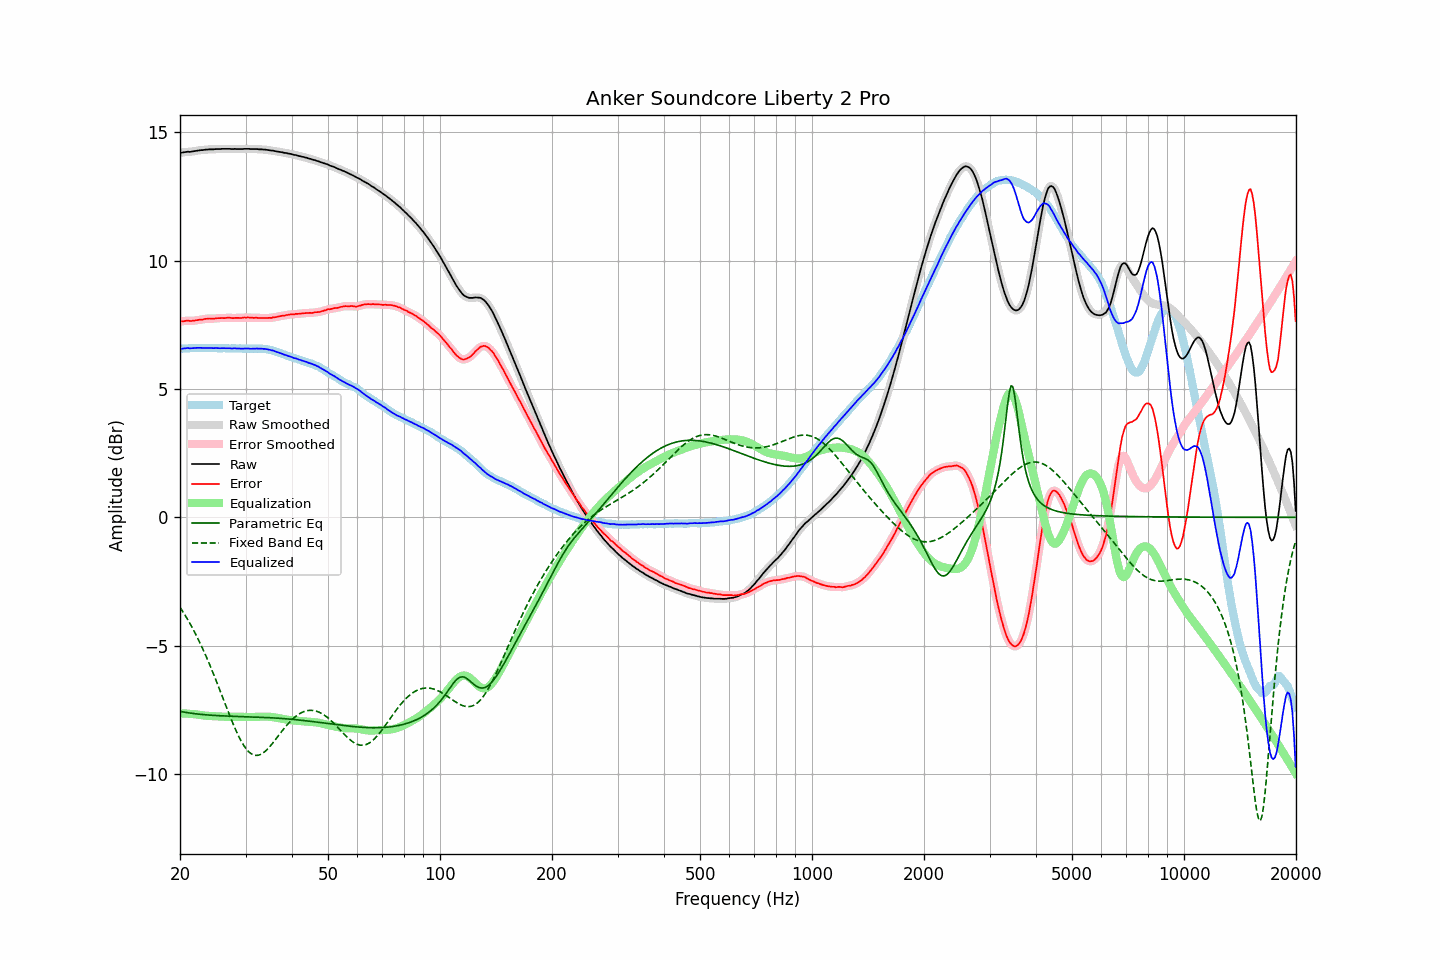 Anker Soundcore Liberty 2 Pro
15
10
5
0
−5
−10
Amplitude (dBr)
Target
Raw Smoothed
Error Smoothed
Raw
Error
Equalization
Parametric Eq
Fixed Band Eq
Equalized
20 50 100 200 500 1000 2000 5000 10000 20000
Frequency (Hz)